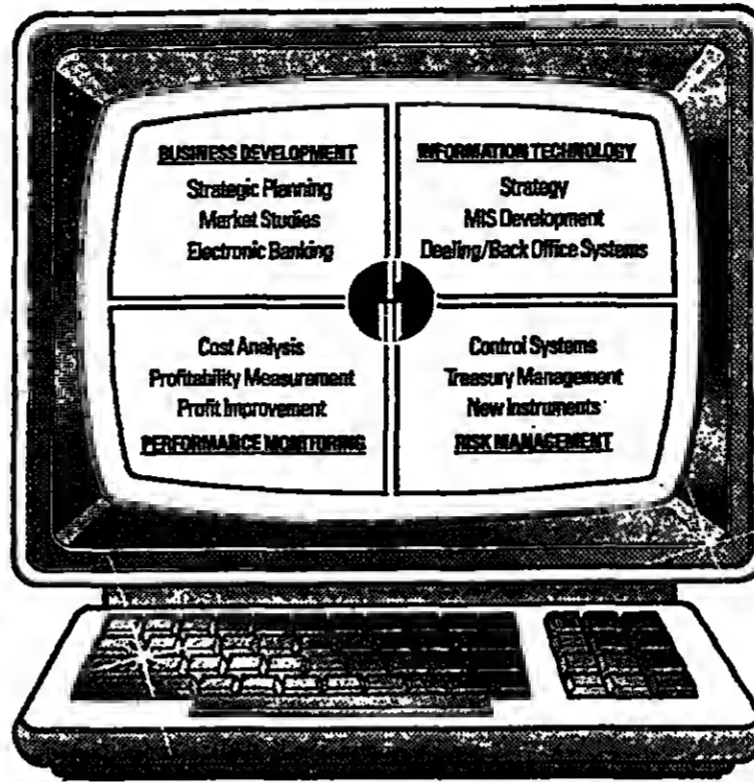 BUSINESS DEVELOPMENT
Strategic Planning
Market Studies
Electronic Banking
INFORMATION TECHNOLOGY
Strategy
MIS Development
Dealing/Back Office Systems
Cost Analysis
Profitability Measurement
Profit Improvement
PERFORMANCE MONITORING
Control Systems
Treasury Management
New Instruments
RISK MANAGEMENT